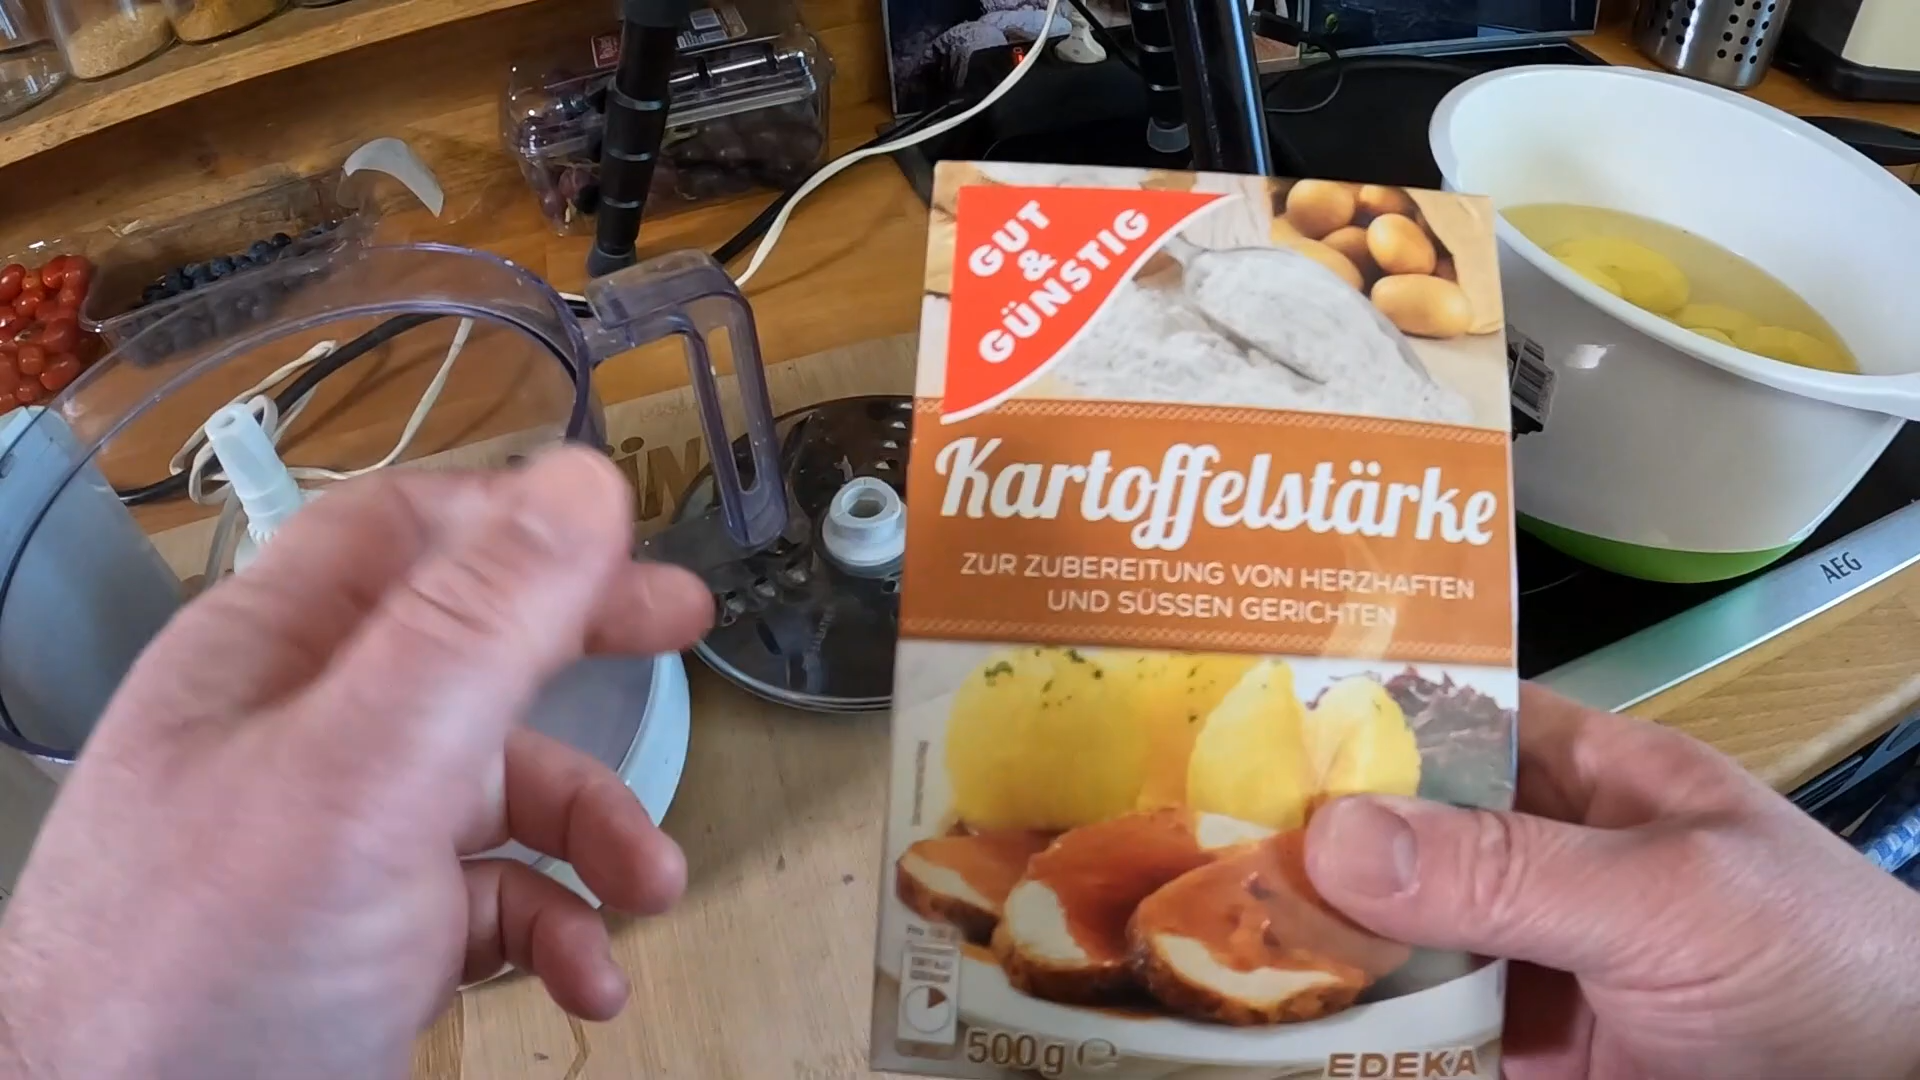 GUT
&
GÜNSTIG
Kartoffelstärke
ZUR ZUBEREITUNG VON HERZHAFTEN
UND SÜSSEN GERICHTEN
500g e
EDEKA
AEG